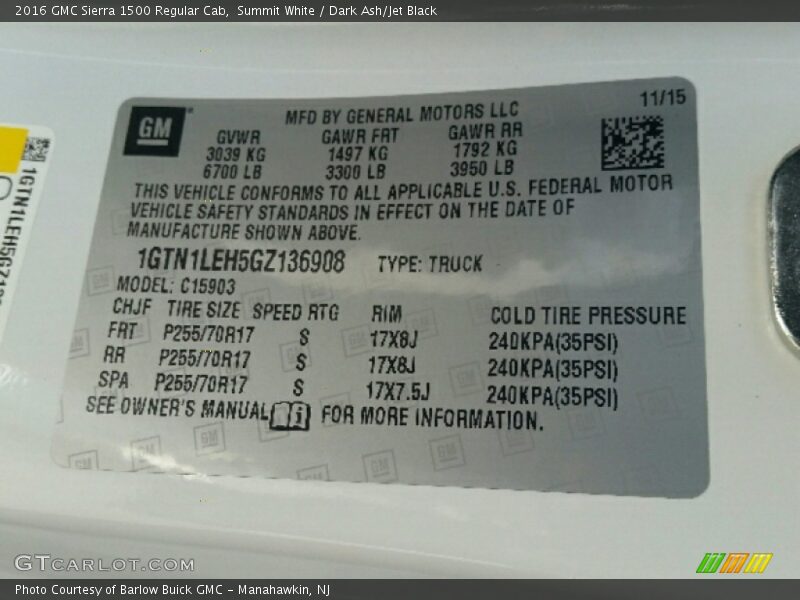 2016 GMC Sierra 1500 Regular Cab,  Summit White / Dark Ash/Jet Black
11/15
GM
MFD BY GENERAL MOTORS LLC
GVWR GAWR FRT GAWR RR
3039 KG 1497 KG 1792 KG
6700 LB 3300 LB 3950 LB
THIS VEHICLE CONFORMS TO ALL APPLICABLE U.S. FEDERAL MOTOR
VEHICLE SAFETY STANDARDS IN EFFECT ON THE DATE OF
MANUFACTURE SHOWN ABOVE.
1GTN1LEH5GZ136908 TYPE: TRUCK
MODEL: C15903
CHJF TIRE SIZE SPEED RTG RIM COLD TIRE PRESSURE
FRT P255/70R17 S 17X8J 240KPA(35PSI)
RR P255/70R17 S 17X8J 240KPA(35PSI)
SPA P255/70R17 S 17X7.5J 240KPA(35PSI)
SEE OWNER'S MANUAL FOR MORE INFORMATION.
GTCARLOT.COM
Photo Courtesy of Barlow Buick GMC – Manahawkin, NJ